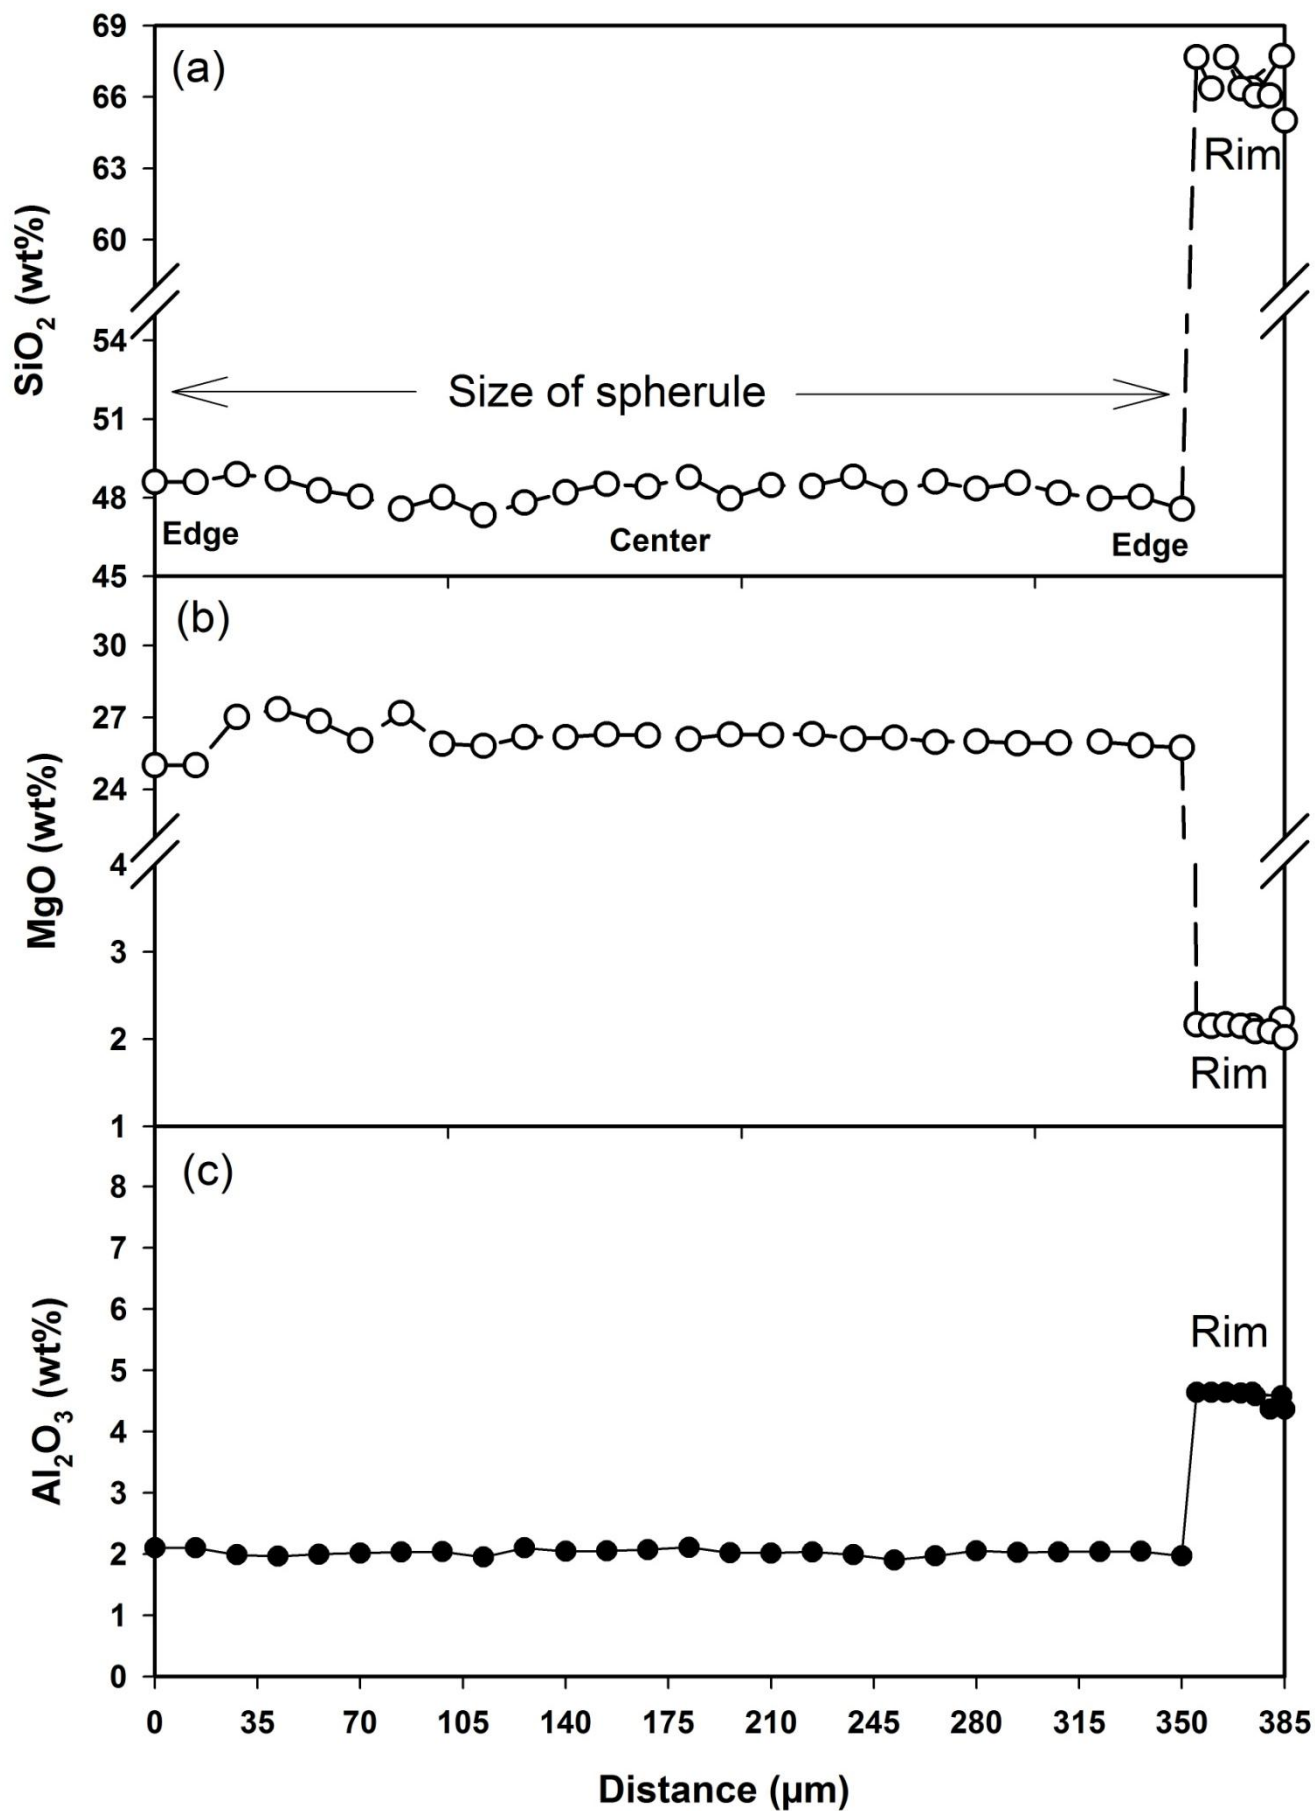 69
(a)
66
Rim
63
60
SiO₂ (wt%)
54
Size of spherule
51
48
Edge
Center
Edge
45
(b)
30
27
24
MgO (wt%)
4
3
2
Rim
1
(c)
8
7
6
Rim
5
4
Al₂O₃ (wt%)
3
2
1
0
0 35 70 105 140 175 210 245 280 315 350 385
Distance (µm)